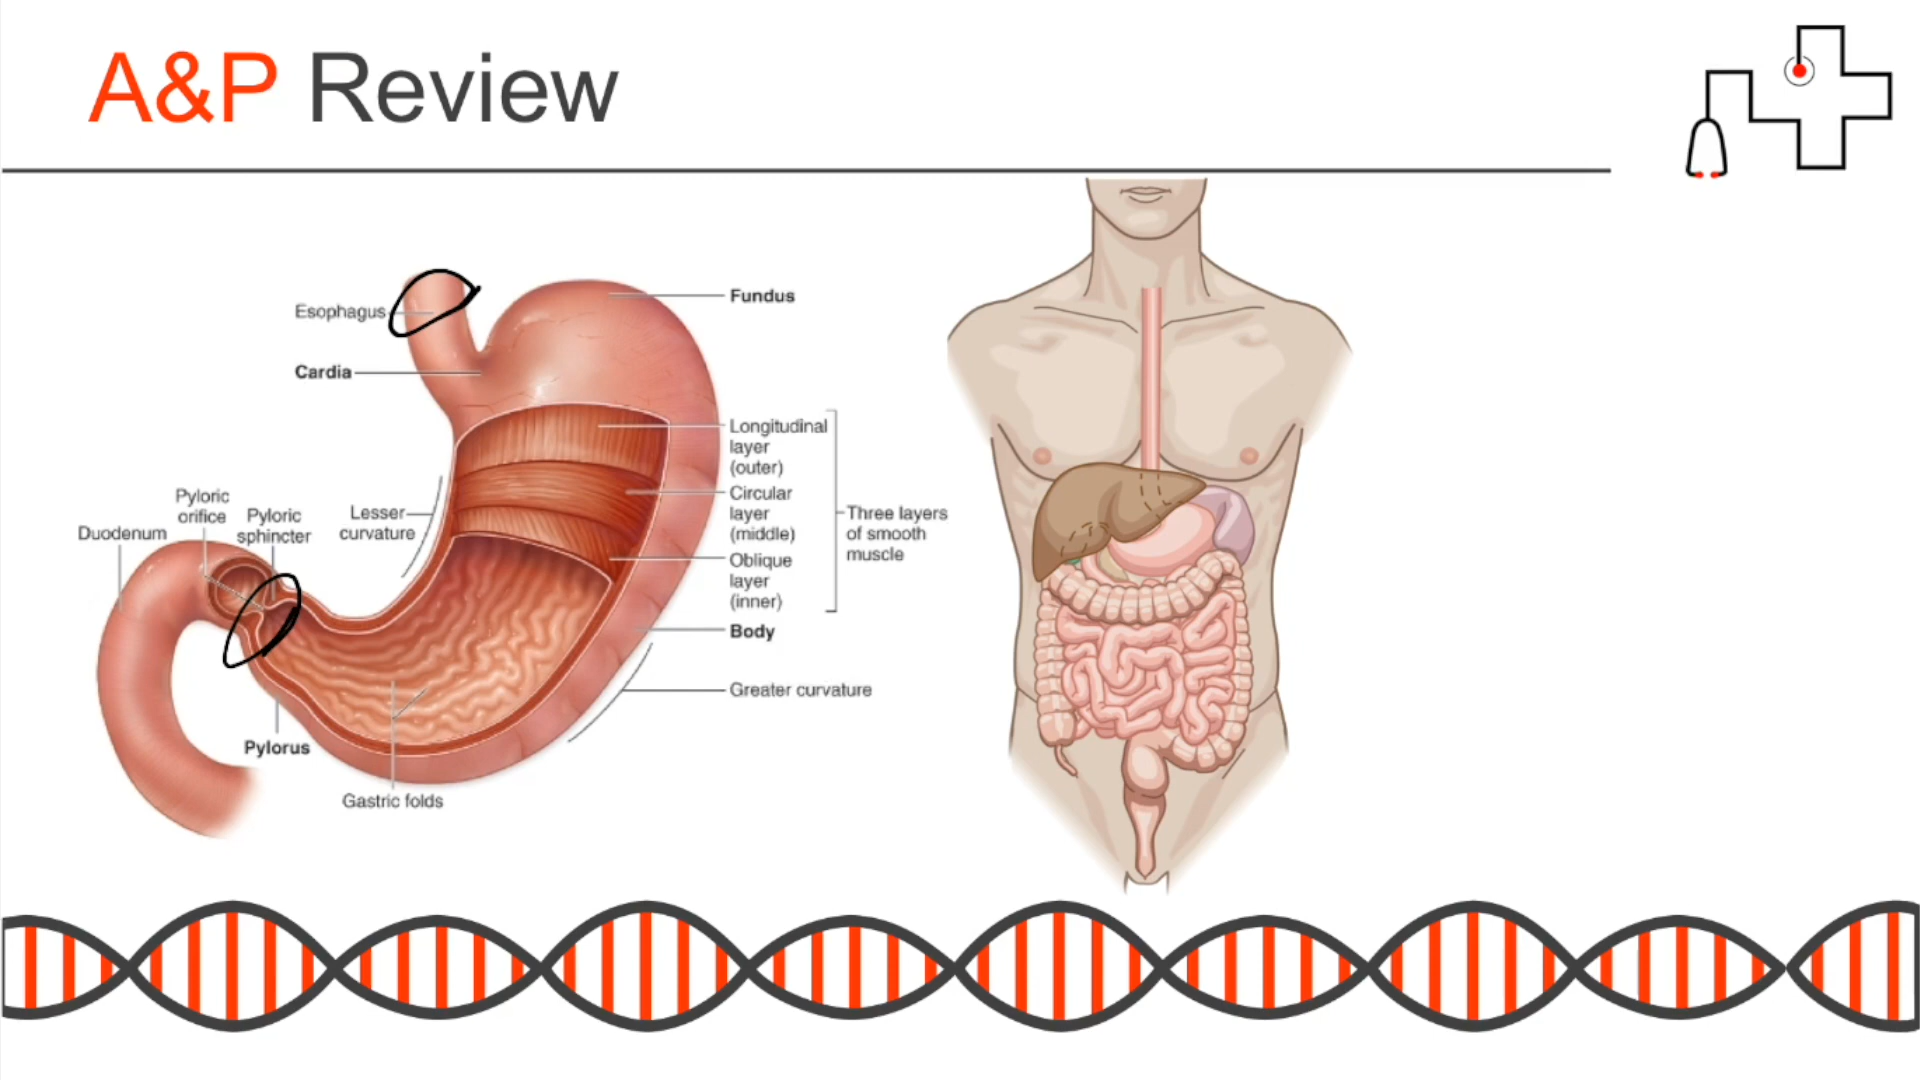 A&P Review
Esophagus
Cardia
Fundus
Longitudinal
layer
(outer)
Circular
layer
(middle)
Oblique
layer
(inner)
Three layers
of smooth
muscle
Body
Greater curvature
Lesser
curvature
Pyloric
orifice
Pyloric
sphincter
Duodenum
Pylorus
Gastric folds